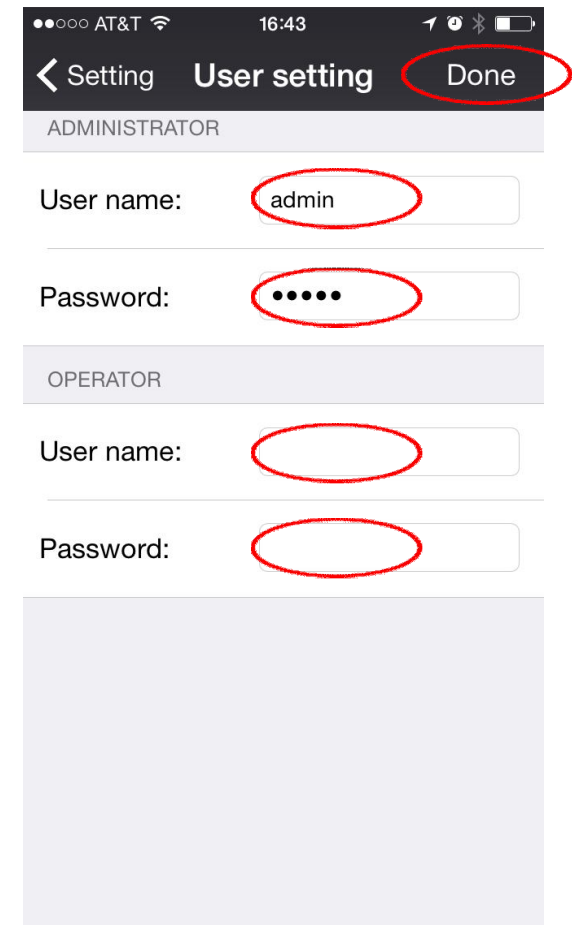 AT&T 16:43
Setting User setting Done
ADMINISTRATOR
User name: admin
Password: •••••
OPERATOR
User name:
Password: